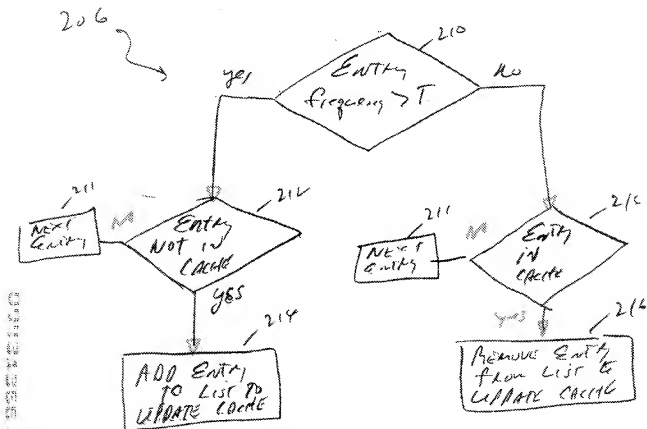 206
210
Entry
frequency > T
yes
No
211
NEXT
Entry
No
212
Entry
NOT IN
CACHE
yes
214
ADD Entry
to List to
UPDATE CACHE
211
NEXT
Entry
No
Entry
IN
CACHE
yes
216
REMOVE Entry
from List to
UPDATE CACHE